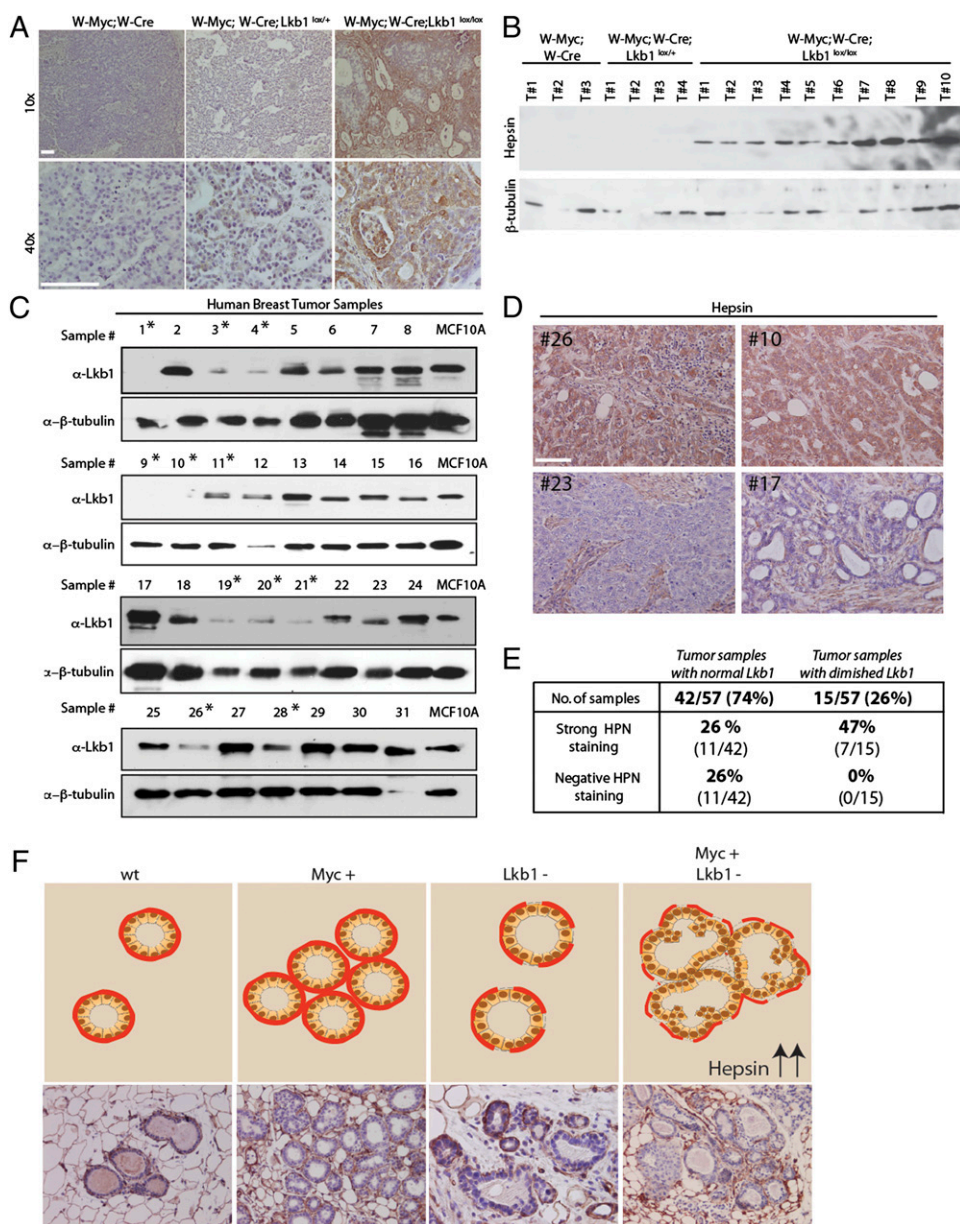 A
W-Myc;W-Cre
W-Myc; W-Cre; Lkb1 lox/+
W-Myc; W-Cre;Lkb1 lox/lox
10x
40x
B
W-Myc; W-Cre
W-Myc; W-Cre; Lkb1 lox/+
W-Myc; W-Cre; Lkb1 lox/lox
T#1 T#2 T#3 T#1 T#2 T#3 T#4 T#1 T#2 T#3 T#4 T#5 T#6 T#7 T#8 T#9 T#10
Hepsin
β-tubulin
C
Human Breast Tumor Samples
Sample # 1* 2 3* 4* 5 6 7 8 MCF10A
α-Lkb1
α-β-tubulin
Sample # 9* 10* 11* 12 13 14 15 16 MCF10A
α-Lkb1
α-β-tubulin
Sample # 17 18 19* 20* 21* 22 23 24 MCF10A
α-Lkb1
α-β-tubulin
Sample # 25 26* 27 28* 29 30 31 MCF10A
α-Lkb1
α-β-tubulin
D
Hepsin
#26
#10
#23
#17
E
Tumor samples with normal Lkb1
Tumor samples with dimished Lkb1
No. of samples 42/57 (74%) 15/57 (26%)
Strong HPN staining 26 % (11/42) 47% (7/15)
Negative HPN staining 26% (11/42) 0% (0/15)
F
wt
Myc +
Lkb1 -
Myc +
Lkb1 -
Hepsin